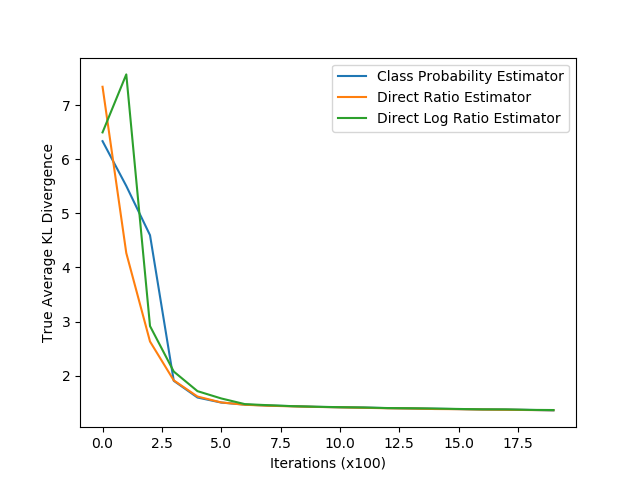 Class Probability Estimator
Direct Ratio Estimator
Direct Log Ratio Estimator
True Average KL Divergence
7
6
5
4
3
2
0.0 2.5 5.0 7.5 10.0 12.5 15.0 17.5
Iterations (x100)